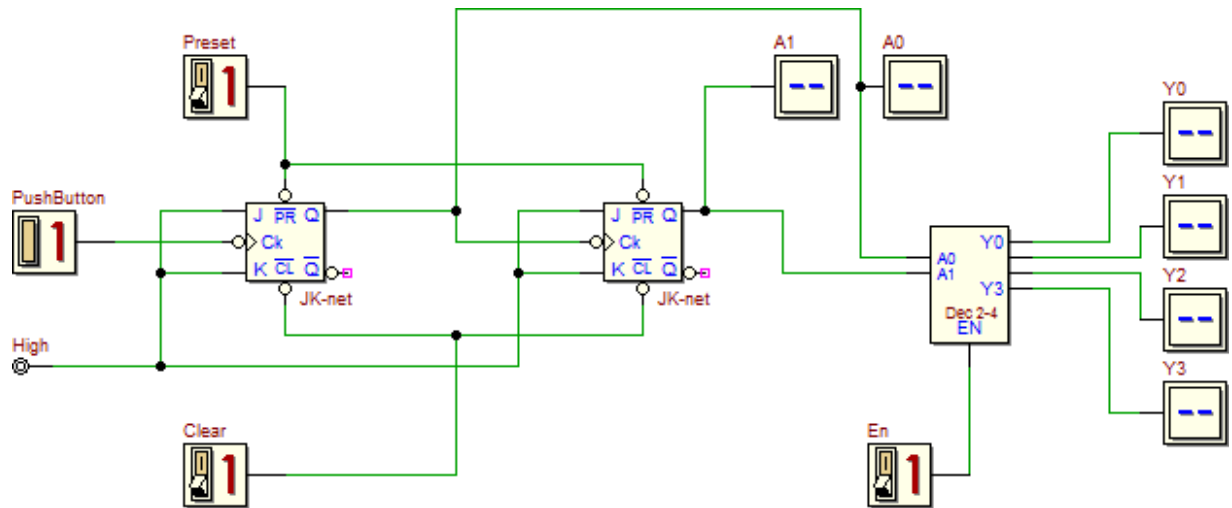 Preset
1
A1
--
A0
--
Y0
--
PushButton
1
J PR Q
Ck
K CL Q
JK-net
J PR Q
Ck
K CL Q
JK-net
Y1
--
A0
A1
Y0
Y3
Dec 2-4
EN
Y2
--
High
Y3
--
Clear
1
En
1